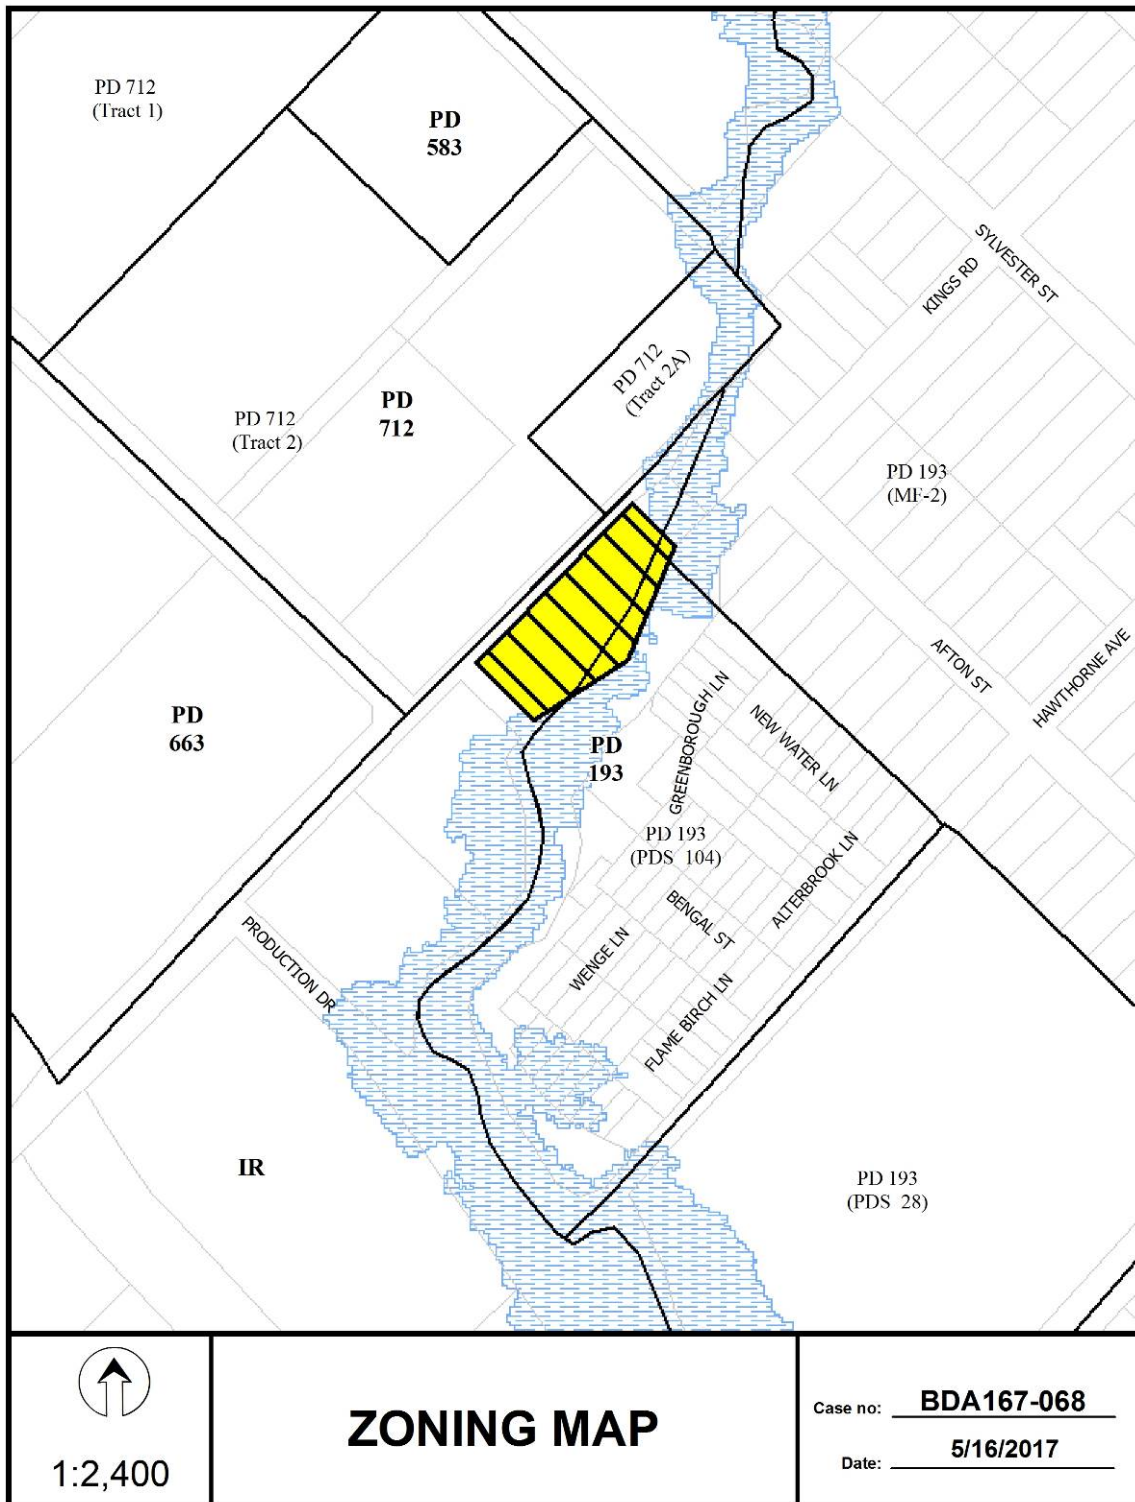 PD 712
(Tract 1)
PD
583
SYLVESTER ST
KINGS RD
PD 712
(Tract 2A)
PD
712
PD 712
(Tract 2)
PD 193
(MF-2)
AFTON ST
HAWTHORNE AVE
PD
663
GREENBOROUGH LN
NEW WATER LN
PD
193
PD 193
(PDS 104)
ALTERBROOK LN
BENGAL ST
WENGE LN
FLAME BIRCH LN
PRODUCTION DR
IR
PD 193
(PDS 28)
1:2,400
ZONING MAP
Case no: BDA167-068
Date: 5/16/2017